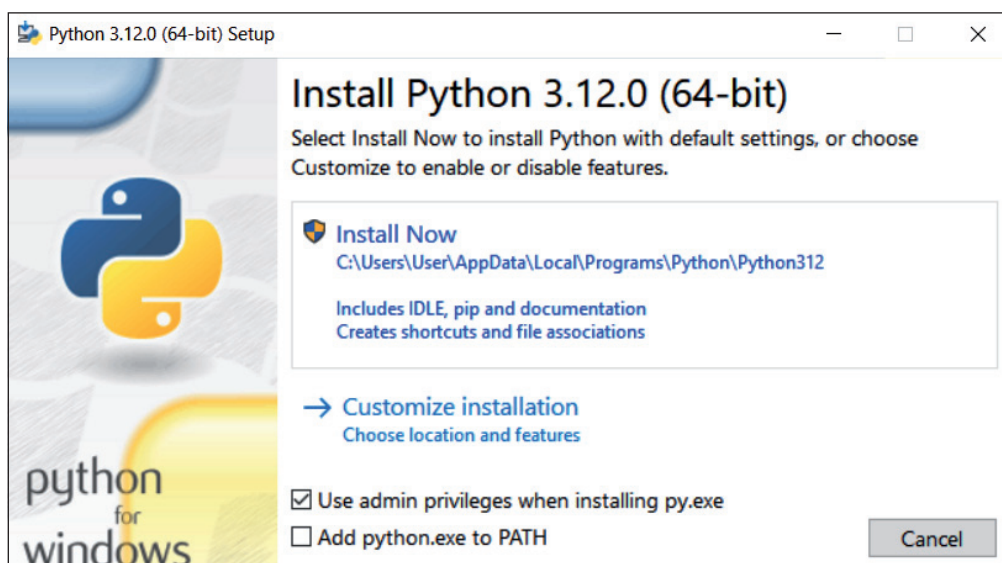 Python 3.12.0 (64-bit) Setup
Install Python 3.12.0 (64-bit)
Select Install Now to install Python with default settings, or choose
Customize to enable or disable features.
Install Now
C:\Users\User\AppData\Local\Programs\Python\Python312
Includes IDLE, pip and documentation
Creates shortcuts and file associations
Customize installation
Choose location and features
python
for
windows
Use admin privileges when installing py.exe
Add python.exe to PATH
Cancel